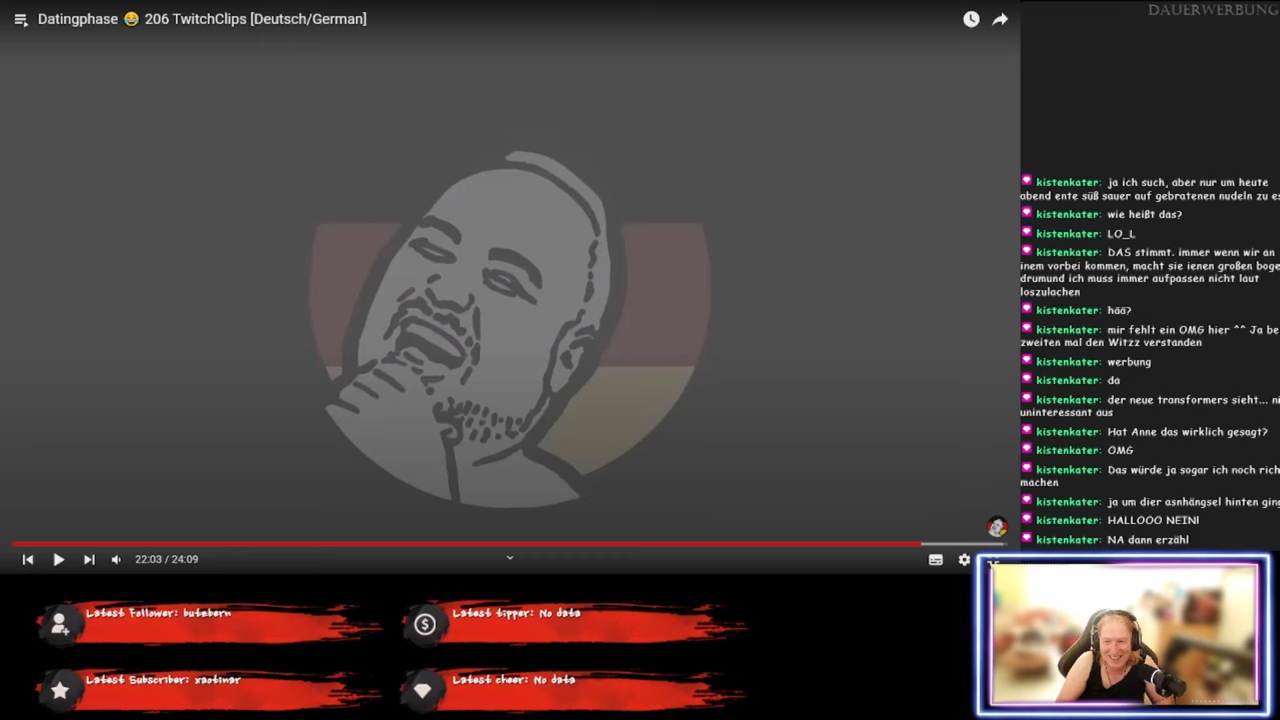 Datingphase 😂 206 TwitchClips [Deutsch/German]
DAUERWERBUNG
kistenkater: ja ich such, aber nur um heute
abend ente süß sauer auf gebratenen nudeln zu es
kistenkater: wie heißt das?
kistenkater: LO_L
kistenkater: DAS stimmt. immer wenn wir an
inem vorbei kommen, macht sie ienen großen boge
drumund ich muss immer aufpassen nicht laut
loszulachen
kistenkater: hää?
kistenkater: mir fehlt ein OMG hier ^^ Ja be
zweiten mal den Witzz verstanden
kistenkater: werbung
kistenkater: da
kistenkater: der neue transformers sieht... ni
uninteressant aus
kistenkater: Hat Anne das wirklich gesagt?
kistenkater: OMG
kistenkater: Das würde ja sogar ich noch rich
machen
kistenkater: ja um dier asnhängsel hinten ging
kistenkater: HALLOOO NEIN!
kistenkater: NA dann erzähl
22:03 / 24:09
Latest Follower: butebern
Latest tipper: No data
Latest Subscriber: xaotinar
Latest cheer: No data